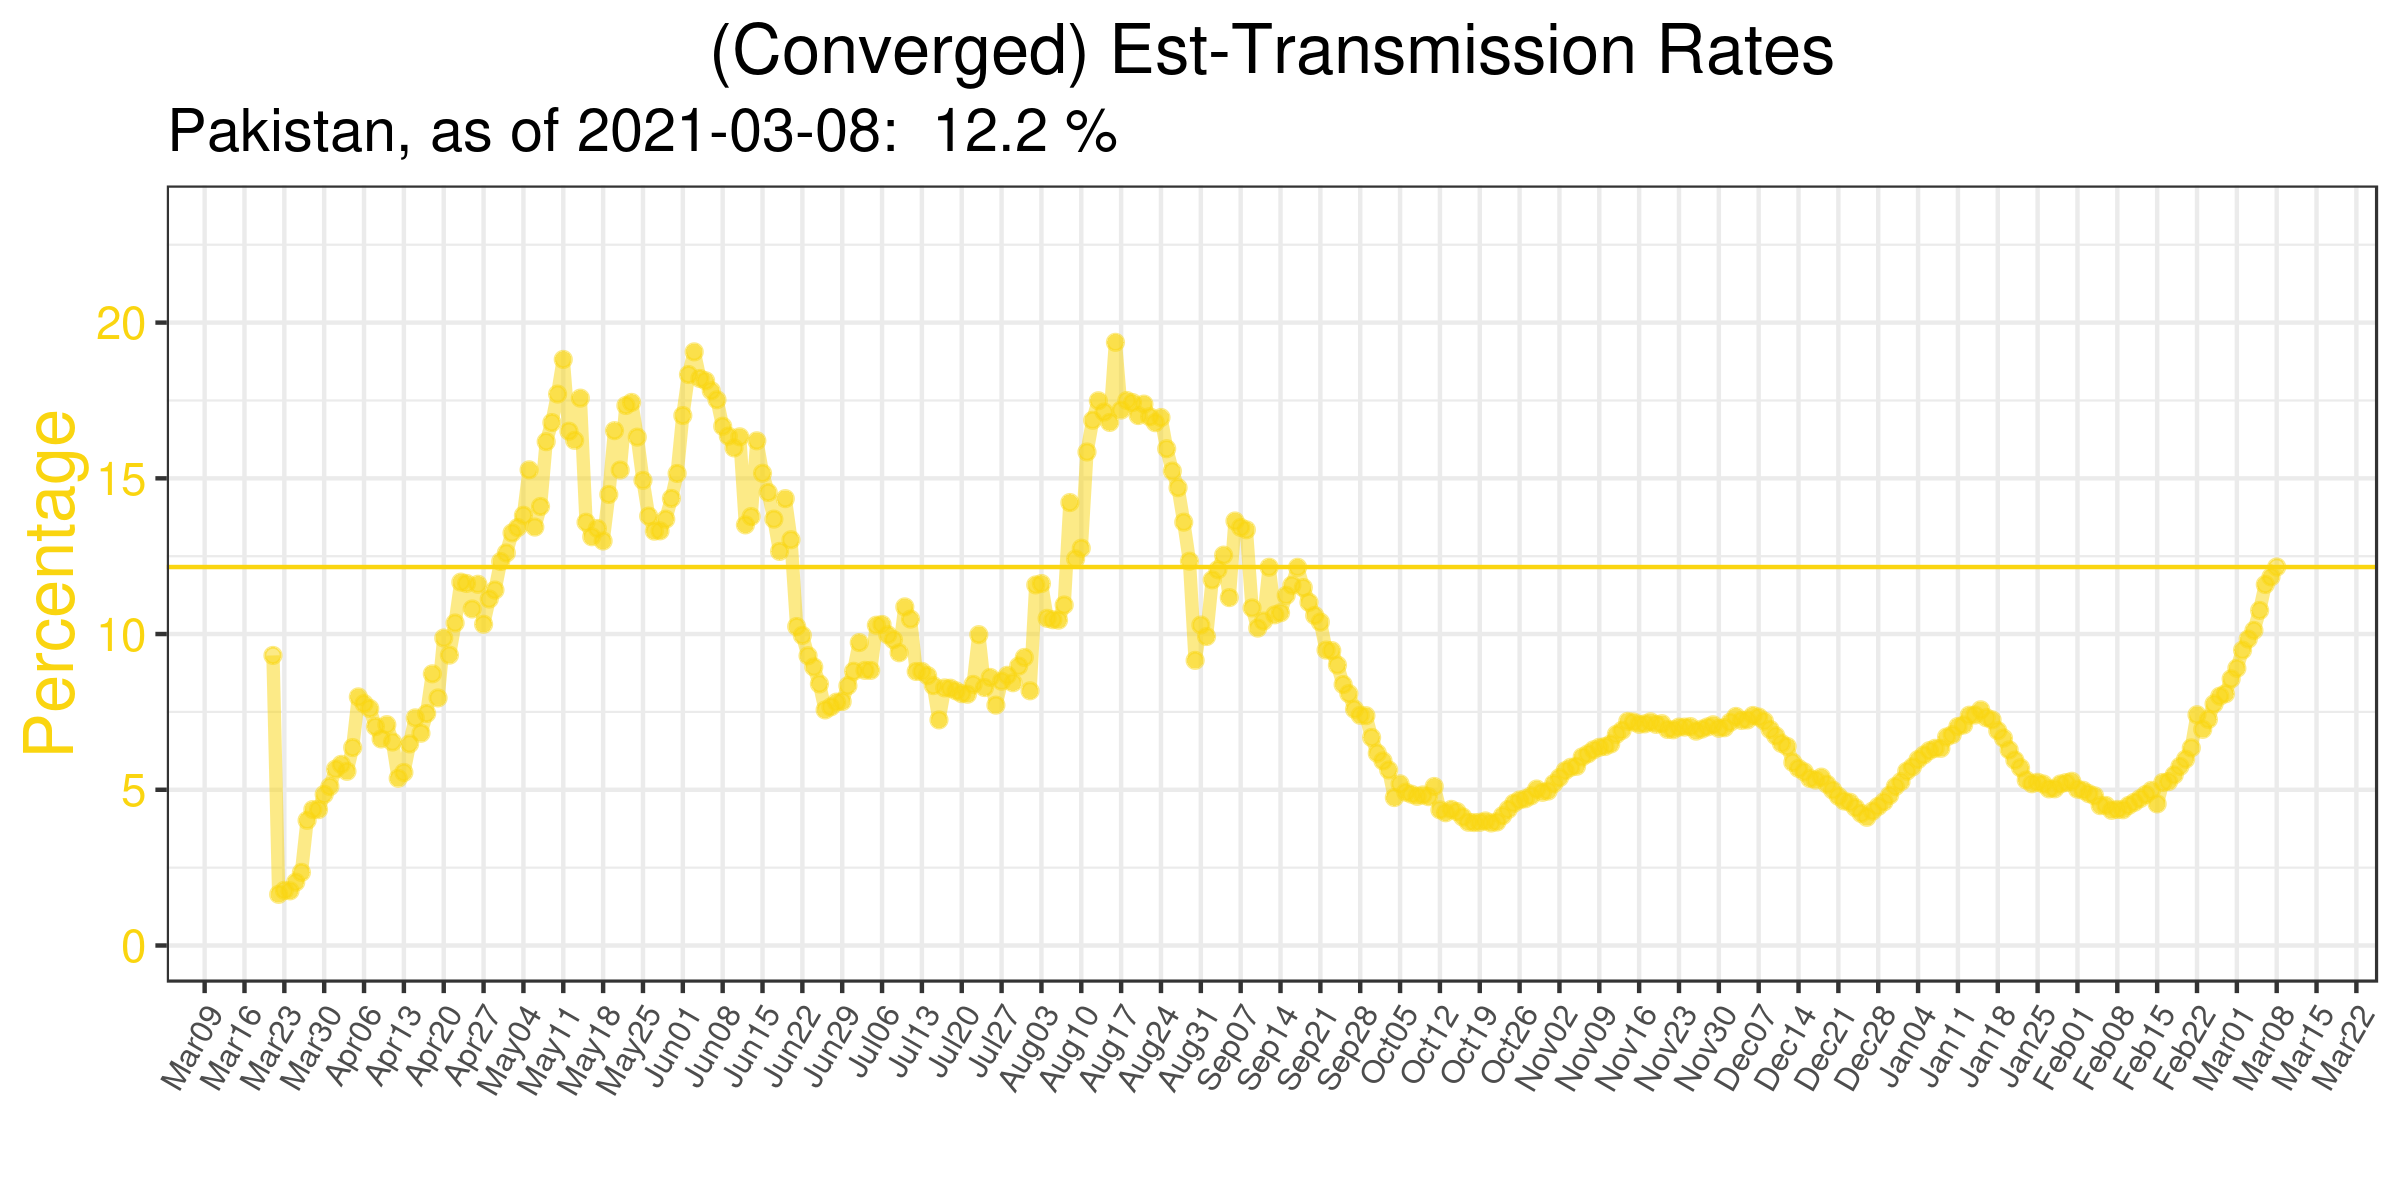 (Converged) Est-Transmission Rates
Pakistan, as of 2021-03-08:  12.2 %
Percentage
20
15
10
5
0
Mar09 Mar16 Mar23 Mar30 Apr06 Apr13 Apr20 Apr27 May04 May11 May18 May25 Jun01 Jun08 Jun15 Jun22 Jun29 Jul06 Jul13 Jul20 Jul27 Aug03 Aug10 Aug17 Aug24 Aug31 Sep07 Sep14 Sep21 Sep28 Oct05 Oct12 Oct19 Oct26 Nov02 Nov09 Nov16 Nov23 Nov30 Dec07 Dec14 Dec21 Dec28 Jan04 Jan11 Jan18 Jan25 Feb01 Feb08 Feb15 Feb22 Mar01 Mar08 Mar15 Mar22